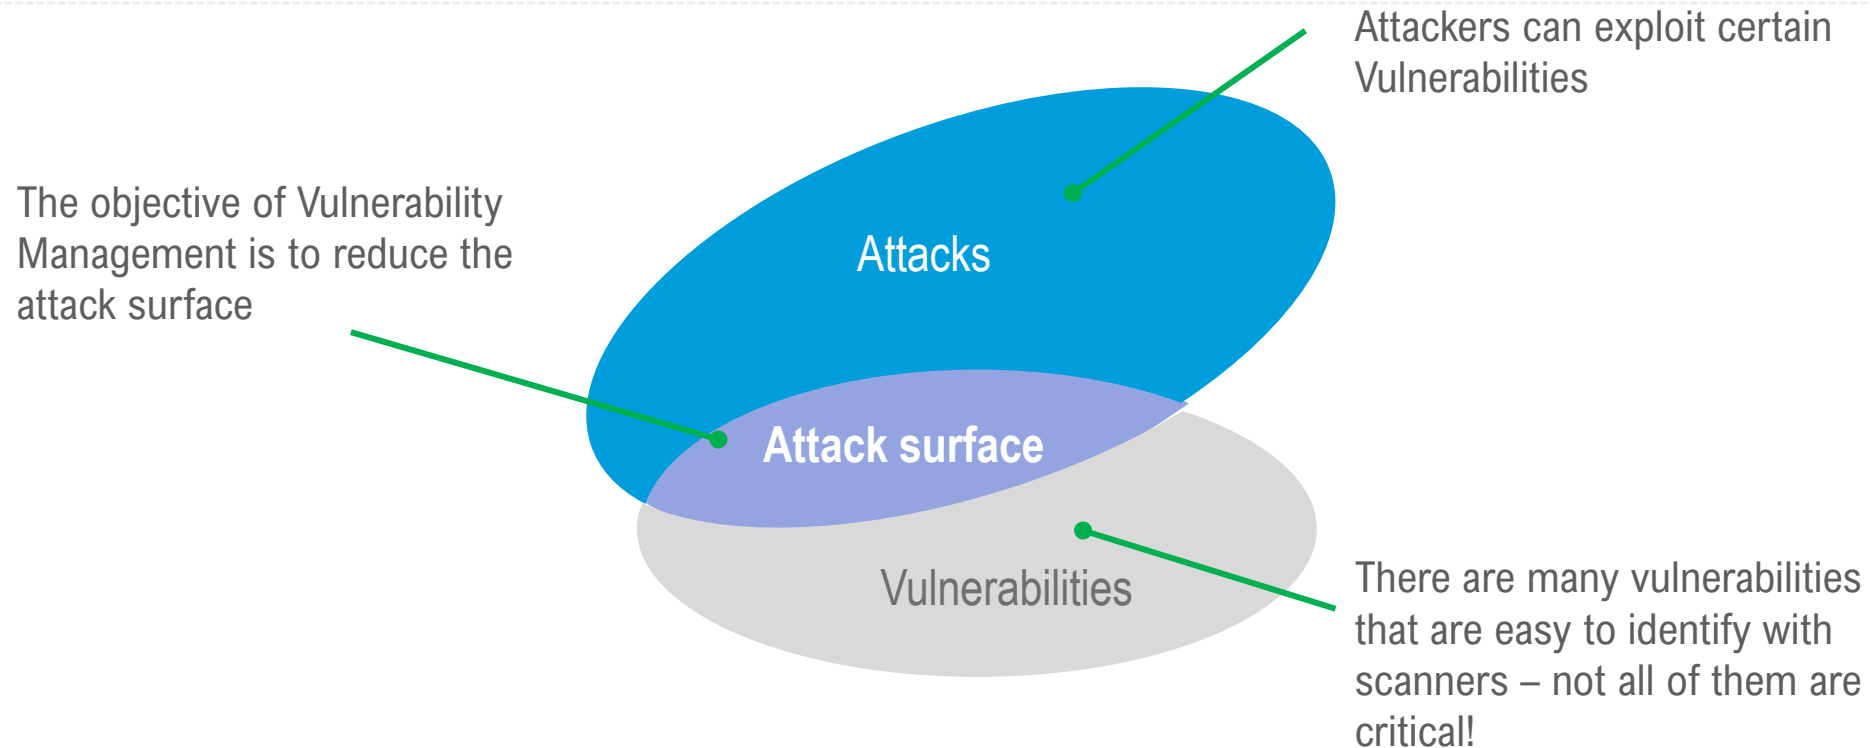 Attackers can exploit certain
Vulnerabilities
The objective of Vulnerability
Management is to reduce the
attack surface
Attacks
Attack surface
Vulnerabilities
There are many vulnerabilities
that are easy to identify with
scanners – not all of them are
critical!